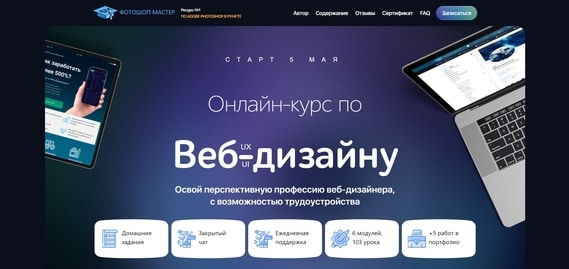 ФОТОШОП МАСТЕР
Ресурс №1
ПО ADOBE PHOTOSHOP В РУНЕТЕ
Автор Содержание Отзывы Сертификат FAQ Записаться
СТАРТ 5 МАЯ
Онлайн-курс по
Веб-дизайну
UX
UI
Освой перспективную профессию веб-дизайнера,
с возможностью трудоустройства
как заработать
более 500%?
Домашние
задания
Закрытый
чат
Ежедневная
поддержка
6 модулей,
103 урока
+5 работ в
портфолио